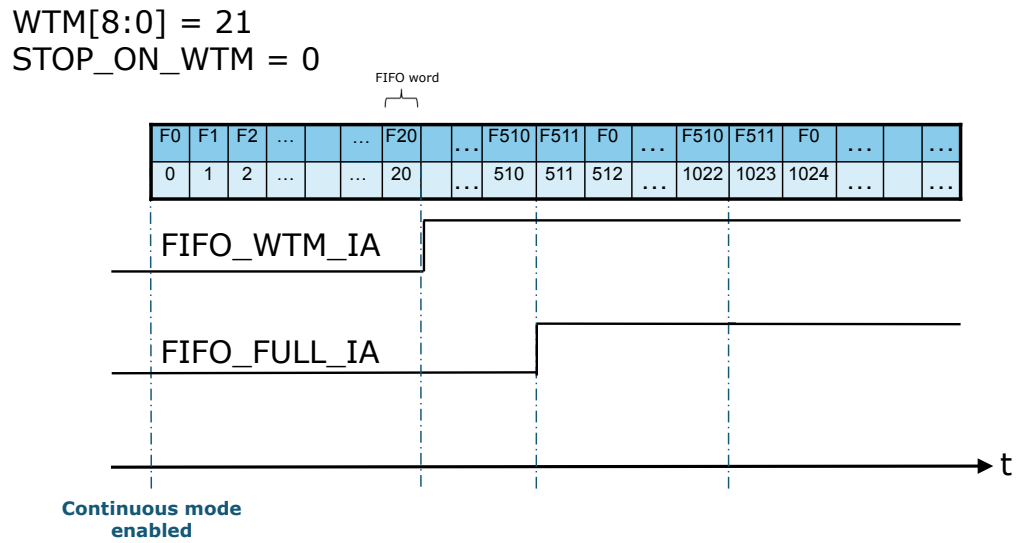 WTM[8:0] = 21
STOP_ON_WTM = 0
FIFO word
F0 F1 F2 ... ... F20 ... F510 F511 F0 ... F510 F511 F0 ... ...
0 1 2 ... ... 20 ... 510 511 512 ... 1022 1023 1024 ... ...
FIFO_WTM_IA
FIFO_FULL_IA
t
Continuous mode
enabled